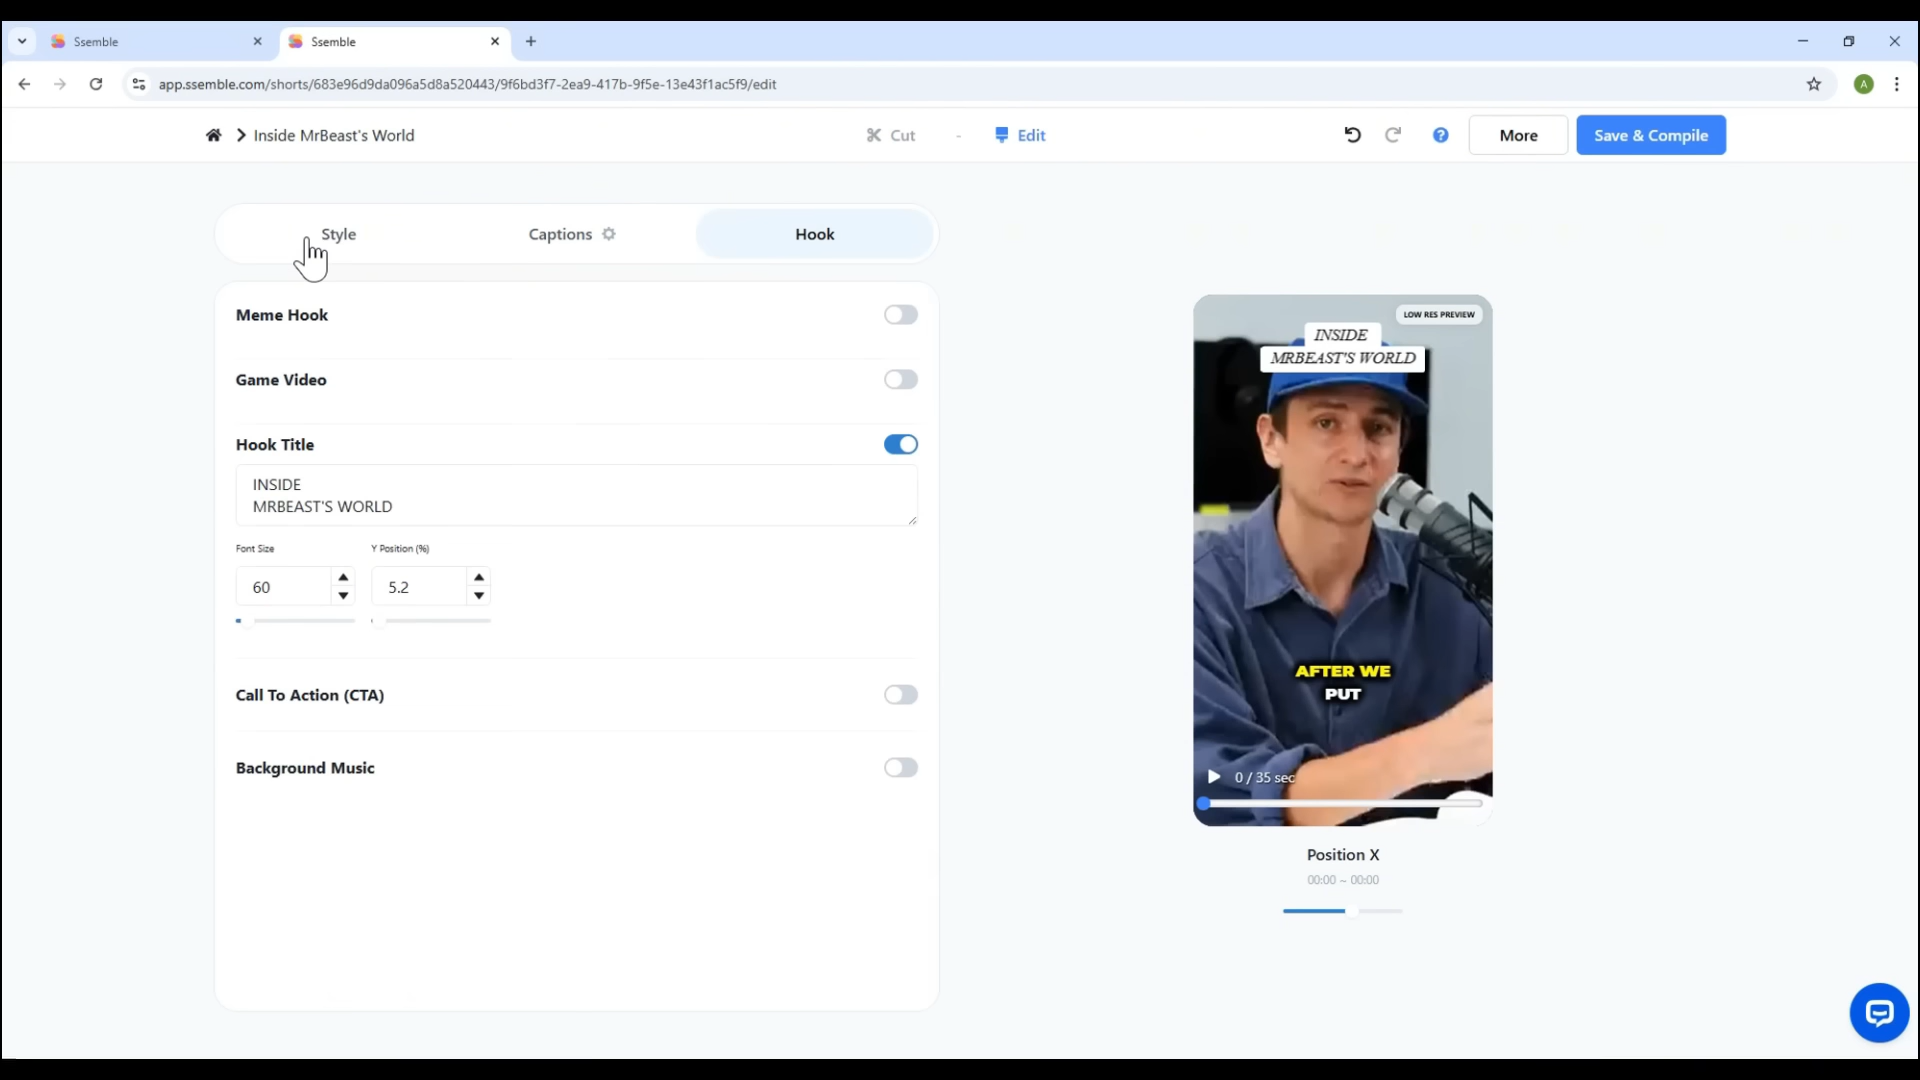 Ssemble
Ssemble
app.ssemble.com/shorts/683e96d9da096a5d8a520443/9f6bd3f7-2ea9-417b-9f5e-13e43f1ac5f9/edit
A
Inside MrBeast's World
Cut
-
Edit
?
More
Save & Compile
Style
Captions
Hook
Meme Hook
Game Video
Hook Title
INSIDE
MRBEAST'S WORLD
Font Size
Y Position (%)
60
5.2
Call To Action (CTA)
Background Music
LOW RES PREVIEW
INSIDE
MRBEAST'S WORLD
AFTER WE
PUT
0 / 35 sec
Position X
00:00 ~ 00:00